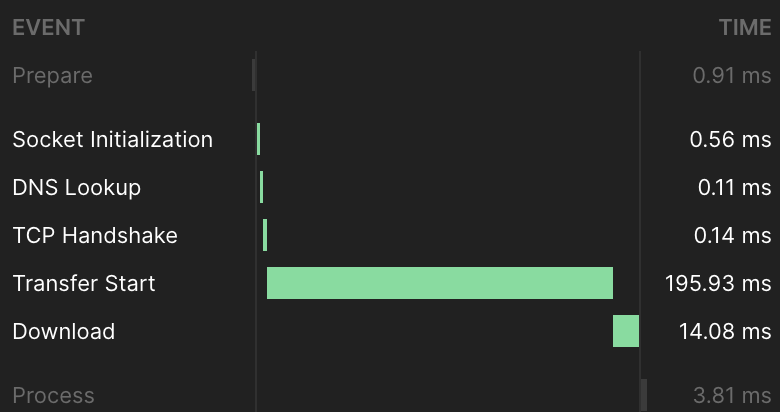 EVENT TIME
Prepare 0.91 ms
Socket Initialization 0.56 ms
DNS Lookup 0.11 ms
TCP Handshake 0.14 ms
Transfer Start 195.93 ms
Download 14.08 ms
Process 3.81 ms